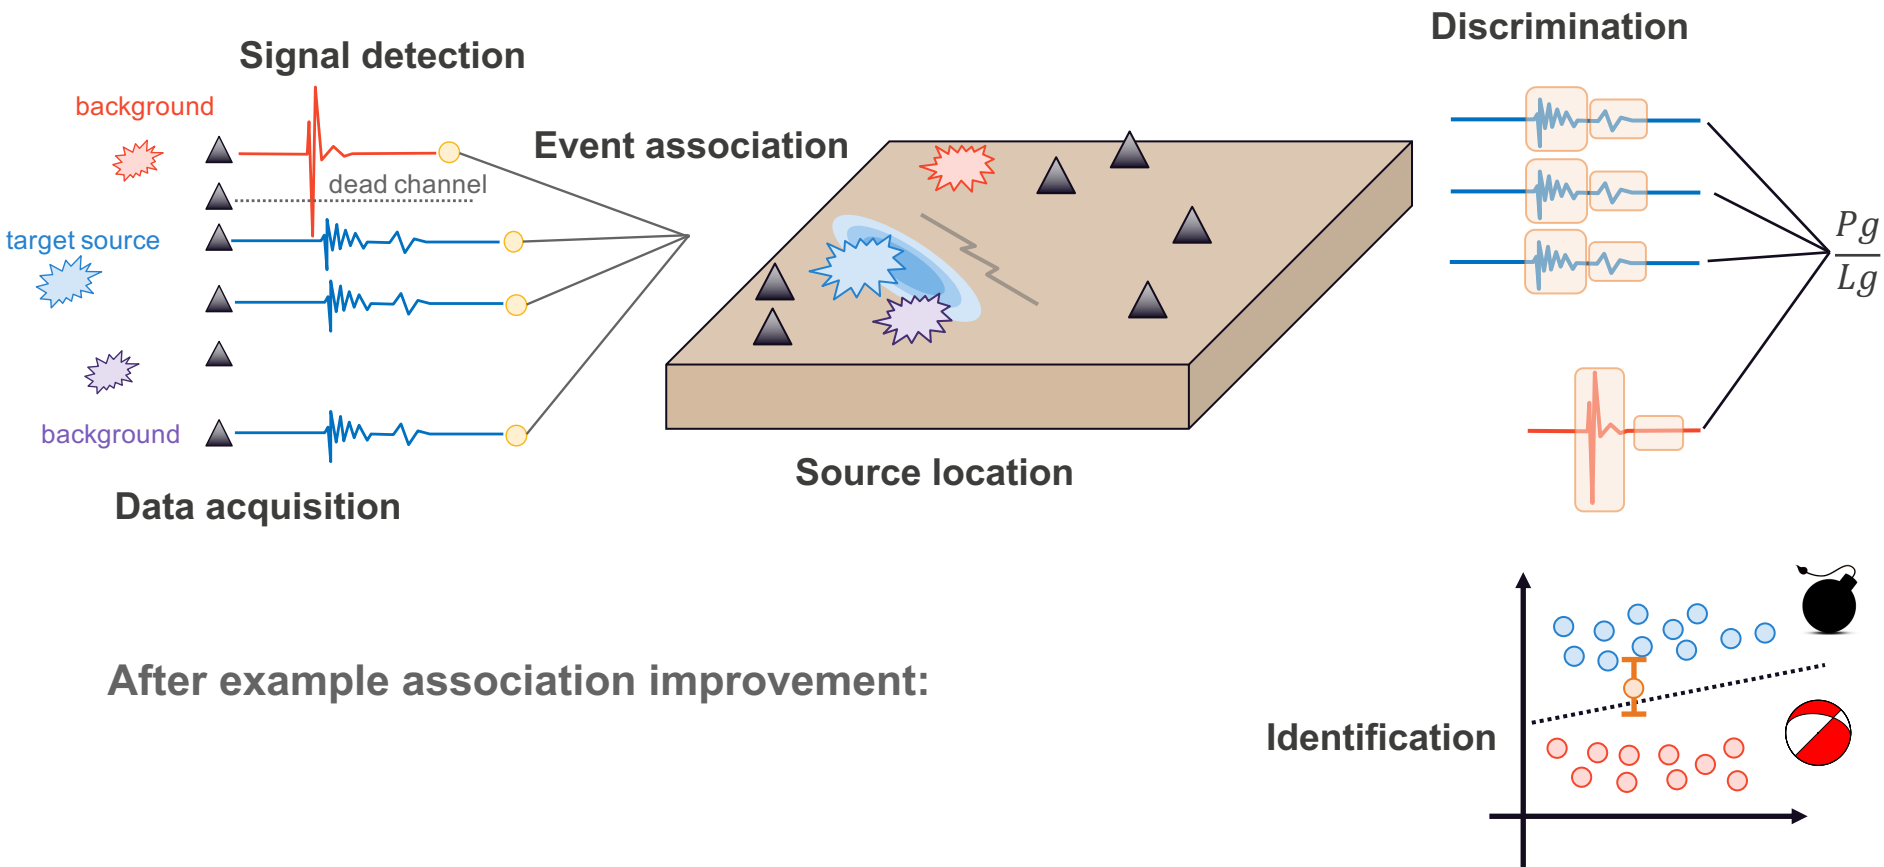 Signal detection
background
dead channel
target source
background
Data acquisition
Event association
Source location
Discrimination
Pg
Lg
After example association improvement:
Identification